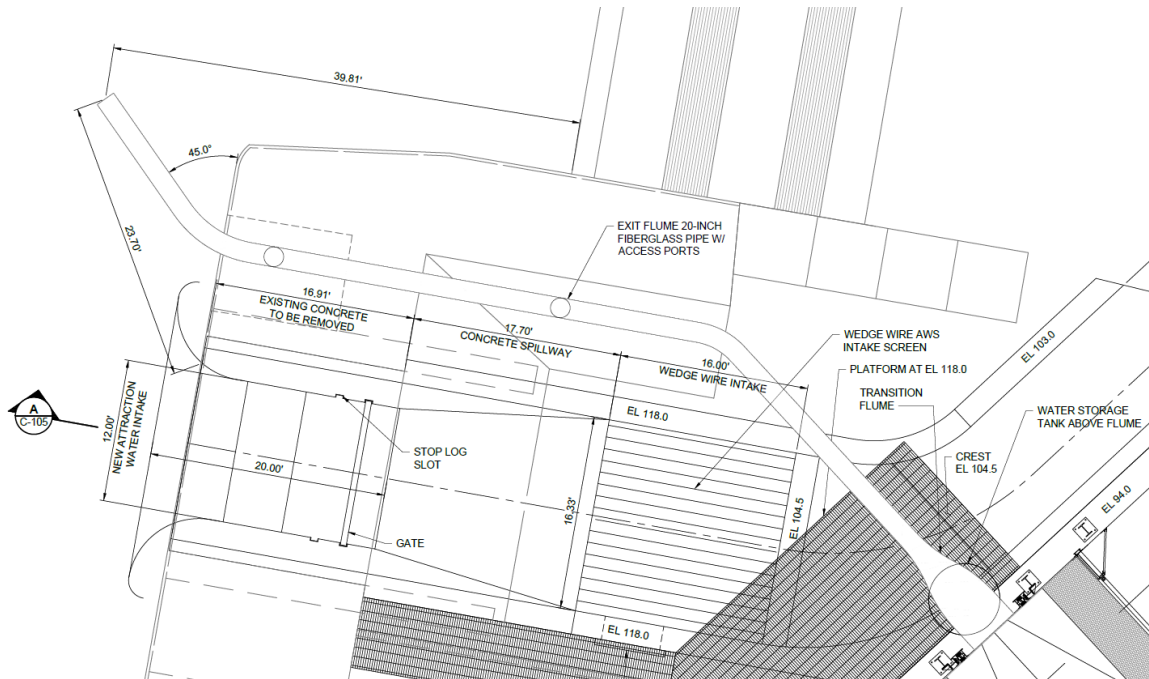 39.81'
45.0°
23.70'
EXIT FLUME 20-INCH
FIBERGLASS PIPE W/
ACCESS PORTS
16.91'
EXISTING CONCRETE
TO BE REMOVED
17.70'
CONCRETE SPILLWAY
16.00'
WEDGE WIRE INTAKE
WEDGE WIRE AWS
INTAKE SCREEN
PLATFORM AT EL 118.0
TRANSITION
FLUME
EL 103.0
WATER STORAGE
TANK ABOVE FLUME
A
C-105
12.00'
NEW ATTRACTION
WATER INTAKE
20.00'
STOP LOG
SLOT
GATE
EL 118.0
16.33'
EL 104.5
CREST
EL 104.5
EL 94.0
EL 118.0